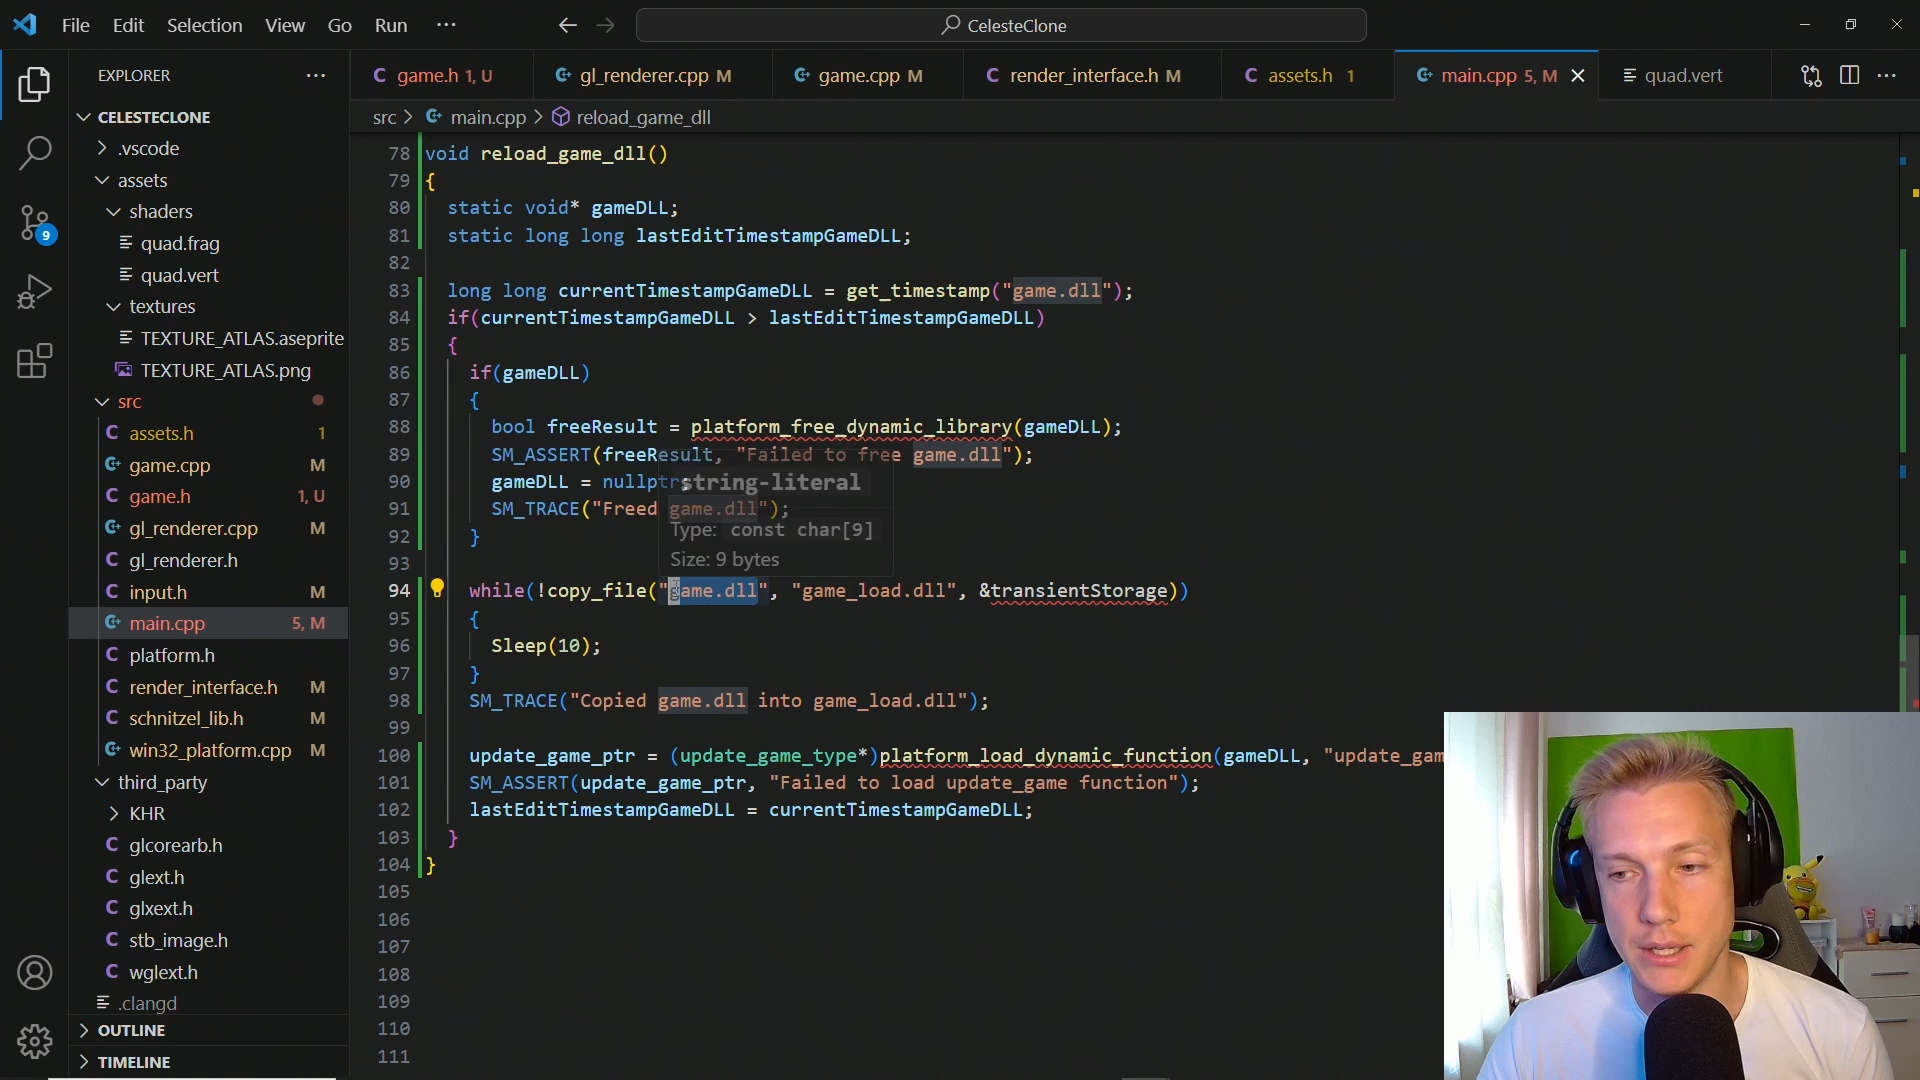 File Edit Selection View Go Run ··· CelesteClone
EXPLORER ···
game.h 1, U gl_renderer.cpp M game.cpp M render_interface.h M assets.h 1 main.cpp 5, M quad.vert ···
src > main.cpp > reload_game_dll
CELESTECLONE
.vscode
assets
shaders
quad.frag
quad.vert
textures
TEXTURE_ATLAS.aseprite
TEXTURE_ATLAS.png
src
assets.h 1
game.cpp M
game.h 1, U
gl_renderer.cpp M
gl_renderer.h
input.h M
main.cpp 5, M
platform.h
render_interface.h M
schnitzel_lib.h M
win32_platform.cpp M
third_party
KHR
glcorearb.h
glext.h
glxext.h
stb_image.h
wglext.h
.clangd
OUTLINE
TIMELINE
9
78 void reload_game_dll()
79 {
80 static void* gameDLL;
81 static long long lastEditTimestampGameDLL;
82
83 long long currentTimestampGameDLL = get_timestamp("game.dll");
84 if(currentTimestampGameDLL > lastEditTimestampGameDLL)
85 {
86 if(gameDLL)
87 {
88 bool freeResult = platform_free_dynamic_library(gameDLL);
89 SM_ASSERT(freeResult, "Failed to free game.dll");
90 gameDLL = nullptr;
91 SM_TRACE("Freed game.dll");
92 }
93
94 while(!copy_file("game.dll", "game_load.dll", &transientStorage))
95 {
96 Sleep(10);
97 }
98 SM_TRACE("Copied game.dll into game_load.dll");
99
100 update_game_ptr = (update_game_type*)platform_load_dynamic_function(gameDLL, "update_gam
101 SM_ASSERT(update_game_ptr, "Failed to load update_game function");
102 lastEditTimestampGameDLL = currentTimestampGameDLL;
103 }
104 }
105
106
107
108
109
110
111
string-literal
Type: const char[9]
Size: 9 bytes